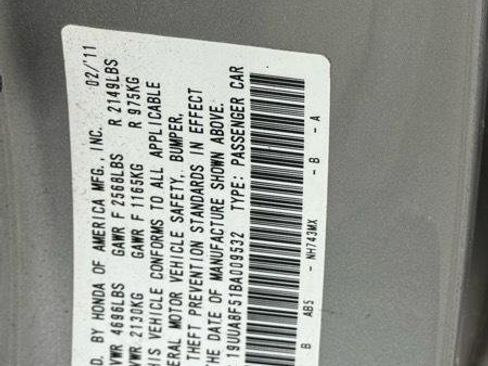 D. BY HONDA OF AMERICA MFG., INC. 02/'11
VWR 4696LBS GAWR F 2568LBS R 2149LBS
VWR 2130KG GAWR F 1165KG R 975KG
HIS VEHICLE CONFORMS TO ALL APPLICABLE
ERAL MOTOR VEHICLE SAFETY, BUMPER,
THEFT PREVENTION STANDARDS IN EFFECT
THE DATE OF MANUFACTURE SHOWN ABOVE.
19UUA8F51BA009532 TYPE: PASSENGER CAR
B AB5 - NH743MX - B - A